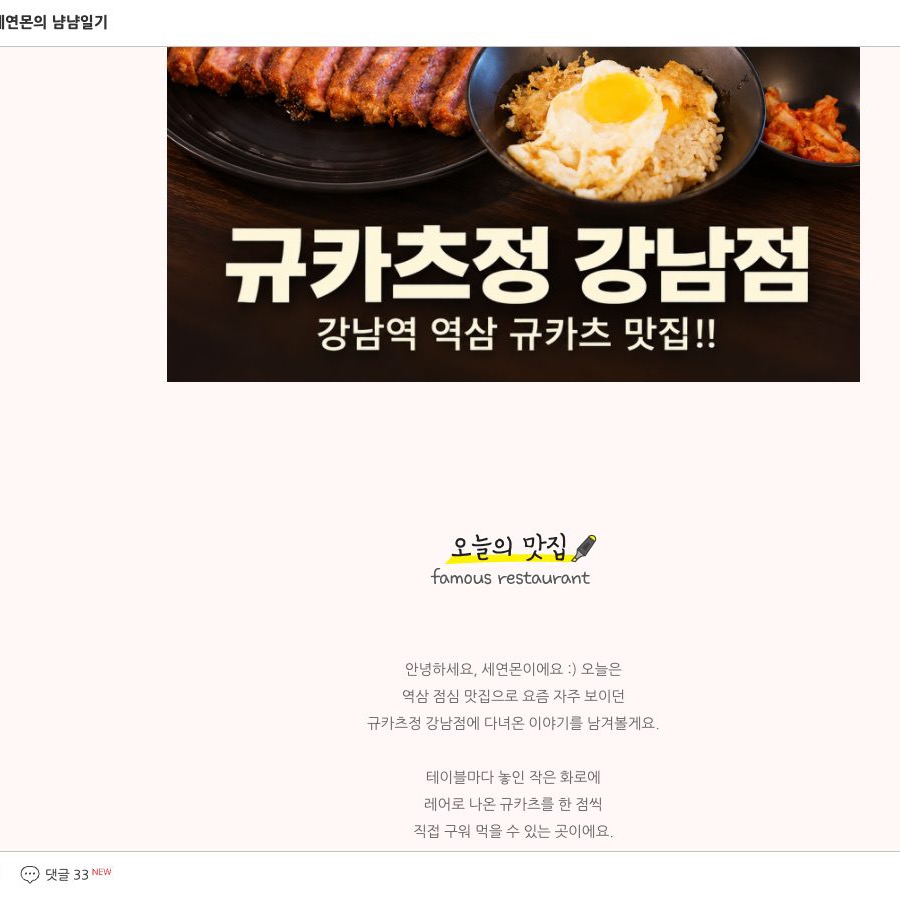 세연몬의 냠냠일기
규카츠정 강남점
강남역 역삼 규카츠 맛집!!
오늘의 맛집
famous restaurant
안녕하세요, 세연몬이에요 :) 오늘은
역삼 점심 맛집으로 요즘 자주 보이던
규카츠정 강남점에 다녀온 이야기를 남겨볼게요.
테이블마다 놓인 작은 화로에
레어로 나온 규카츠를 한 점씩
직접 구워 먹을 수 있는 곳이에요.
댓글 33 NEW